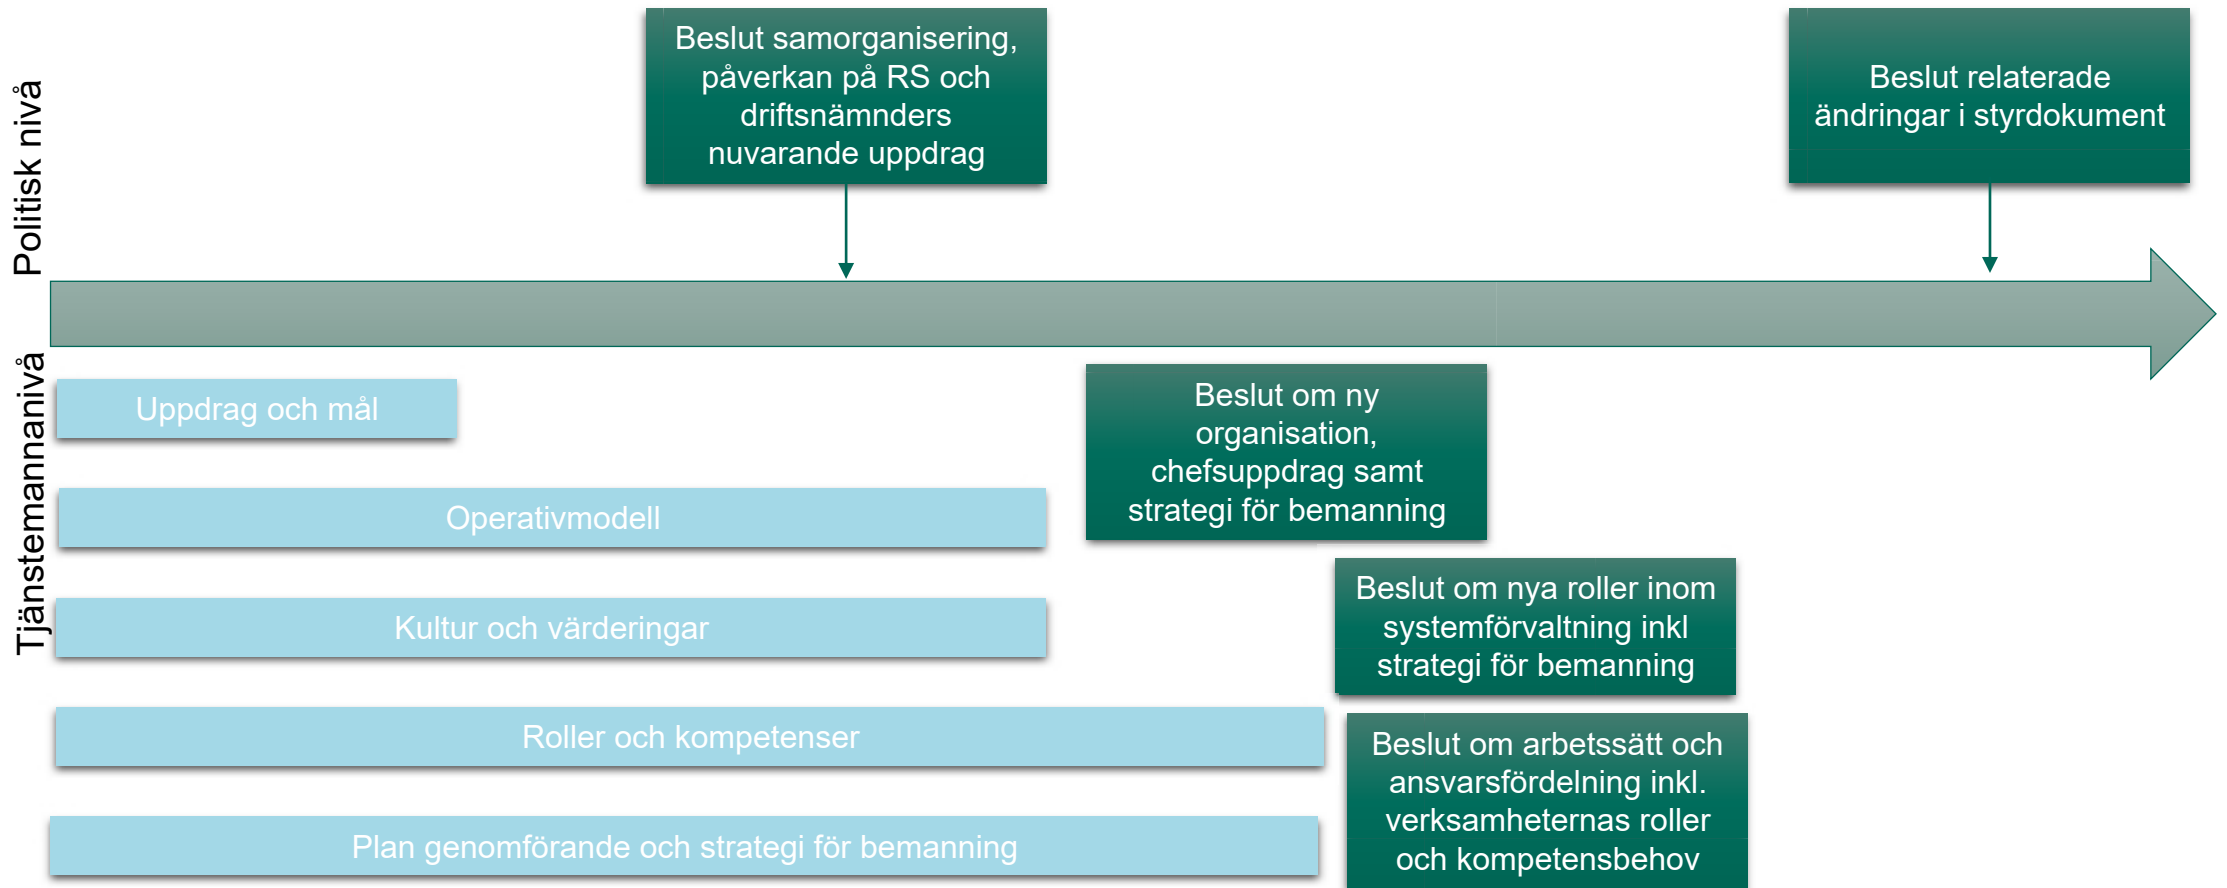 Politisk nivå
Beslut samorganisering,
påverkan på RS och
driftsnämnders
nuvarande uppdrag
Beslut relaterade
ändringar i styrdokument
Tjänstemannanivå
Uppdrag och mål
Operativmodell
Kultur och värderingar
Roller och kompetenser
Plan genomförande och strategi för bemanning
Beslut om ny
organisation,
chefsuppdrag samt
strategi för bemanning
Beslut om nya roller inom
systemförvaltning inkl
strategi för bemanning
Beslut om arbetssätt och
ansvarsfördelning inkl.
verksamheternas roller
och kompetensbehov